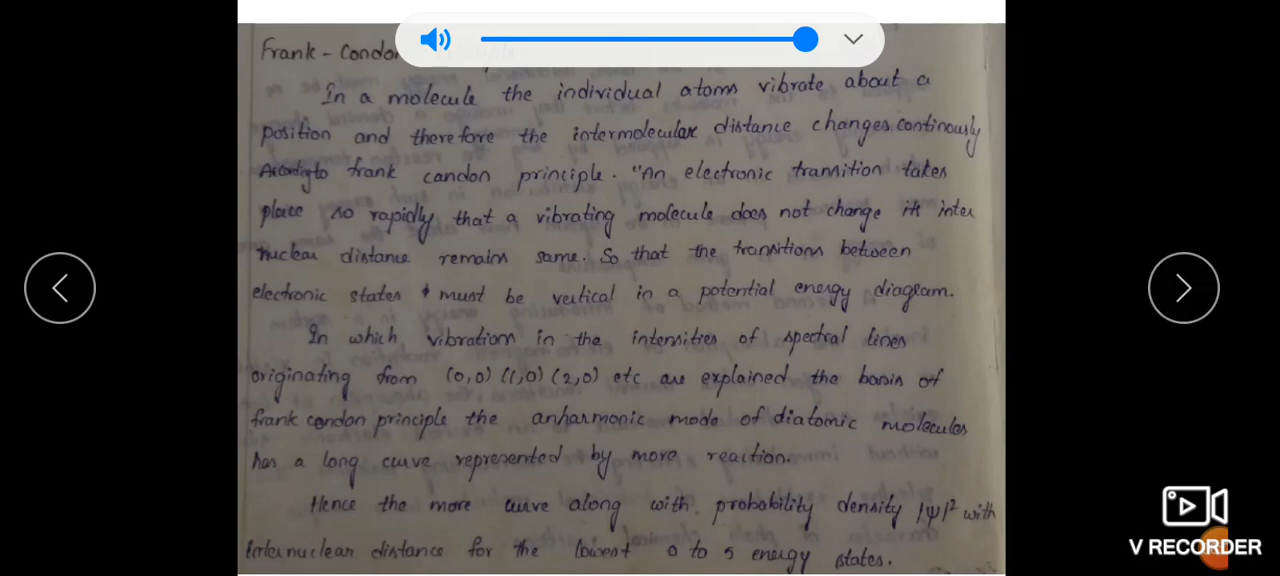 Frank - Condon
In a molecule the individual atoms vibrate about a
position and therefore the intermolecular distance changes continously
According to frank candon principle. "An electronic transition takes
place so rapidly that a vibrating molecule does not change its inter
nuclear distance remains same. So that the transitions between
electronic states must be vertical in a potential energy diagram.
In which vibrations in the intensities of spectral lines
originating from (0,0) (1,0) (2,0) etc are explained the basis of
frank condon principle the anharmonic mode of diatomic molecules
has a long curve represented by more reaction.
Hence the more curve along with probability density |ψ|² with
internuclear distance for the lowest 0 to 5 energy states.
V RECORDER